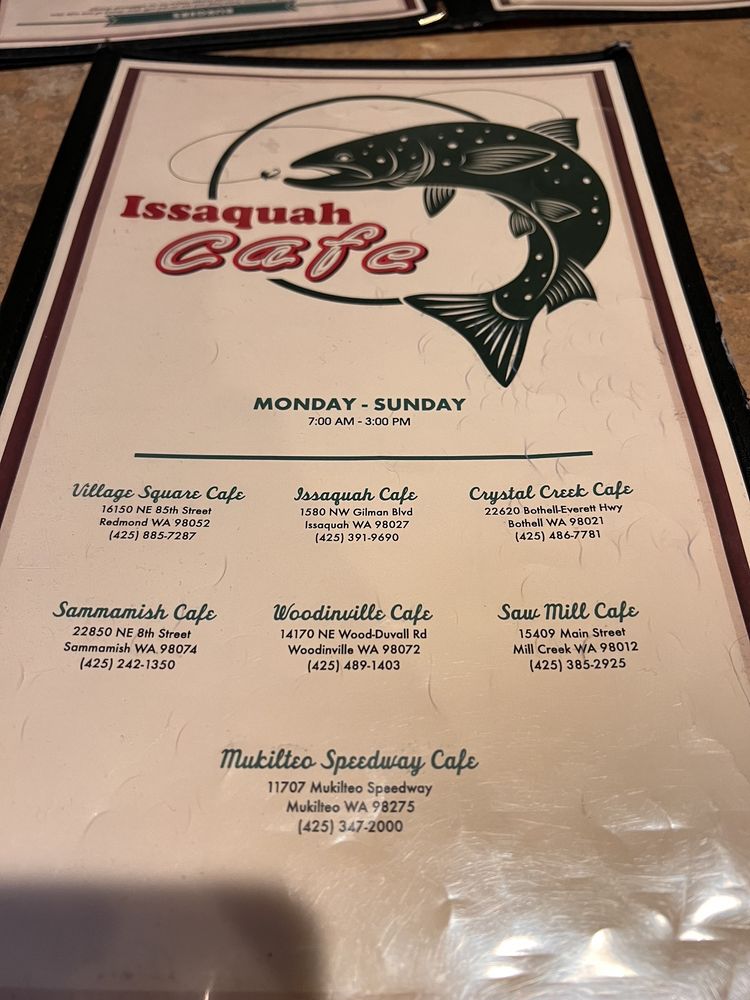 BURGERS
Issaquah
Cafe
MONDAY - SUNDAY
7:00 AM - 3:00 PM
Village Square Cafe
16150 NE 85th Street
Redmond WA 98052
(425) 885-7287
Issaquah Cafe
1580 NW Gilman Blvd
Issaquah WA 98027
(425) 391-9690
Crystal Creek Cafe
22620 Bothell-Everett Hwy
Bothell WA 98021
(425) 486-7781
Sammamish Cafe
22850 NE 8th Street
Sammamish WA 98074
(425) 242-1350
Woodinville Cafe
14170 NE Wood-Duvall Rd
Woodinville WA 98072
(425) 489-1403
Saw Mill Cafe
15409 Main Street
Mill Creek WA 98012
(425) 385-2925
Mukilteo Speedway Cafe
11707 Mukilteo Speedway
Mukilteo WA 98275
(425) 347-2000